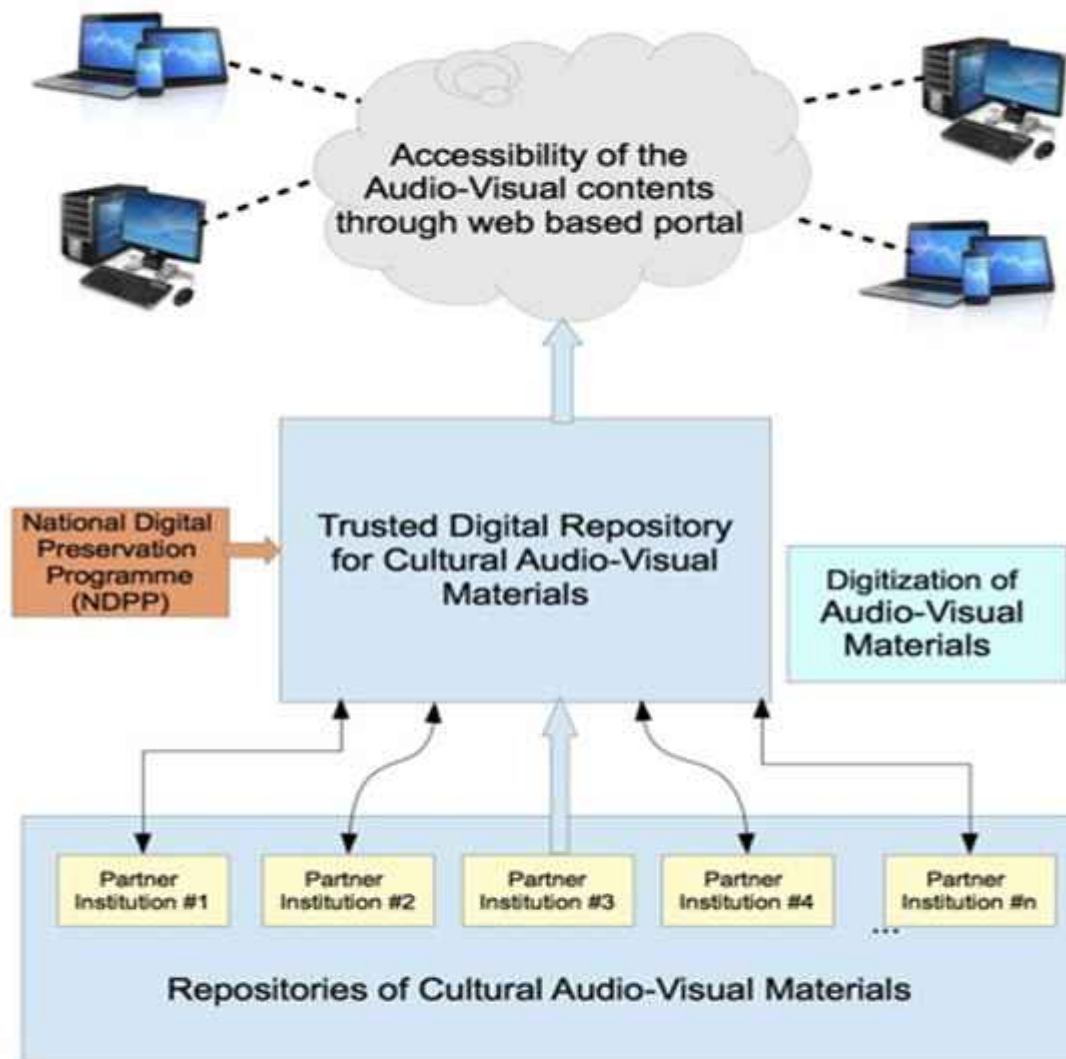 Accessibility of the
Audio-Visual contents
through web based portal
National Digital
Preservation
Programme
(NDPP)
Trusted Digital Repository
for Cultural Audio-Visual
Materials
Digitization of
Audio-Visual
Materials
Partner
Institution #1
Partner
Institution #2
Partner
Institution #3
Partner
Institution #4
...
Partner
Institution #n
Repositories of Cultural Audio-Visual Materials